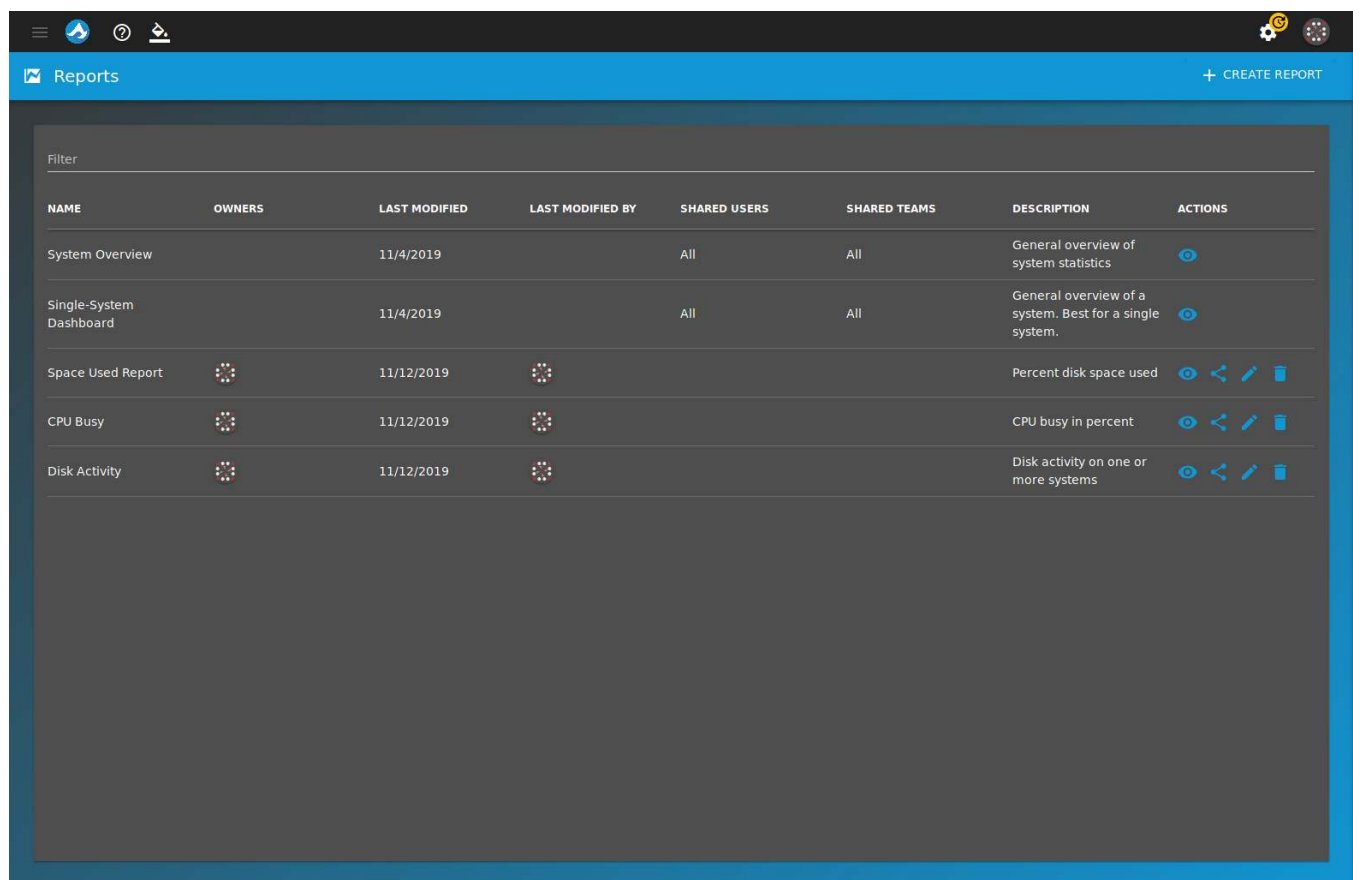 Reports
+ CREATE REPORT
Filter
NAME OWNERS LAST MODIFIED LAST MODIFIED BY SHARED USERS SHARED TEAMS DESCRIPTION ACTIONS
System Overview 11/4/2019 All All General overview of
system statistics
Single-System
Dashboard 11/4/2019 All All General overview of a
system. Best for a single
system.
Space Used Report 11/12/2019 Percent disk space used
CPU Busy 11/12/2019 CPU busy in percent
Disk Activity 11/12/2019 Disk activity on one or
more systems